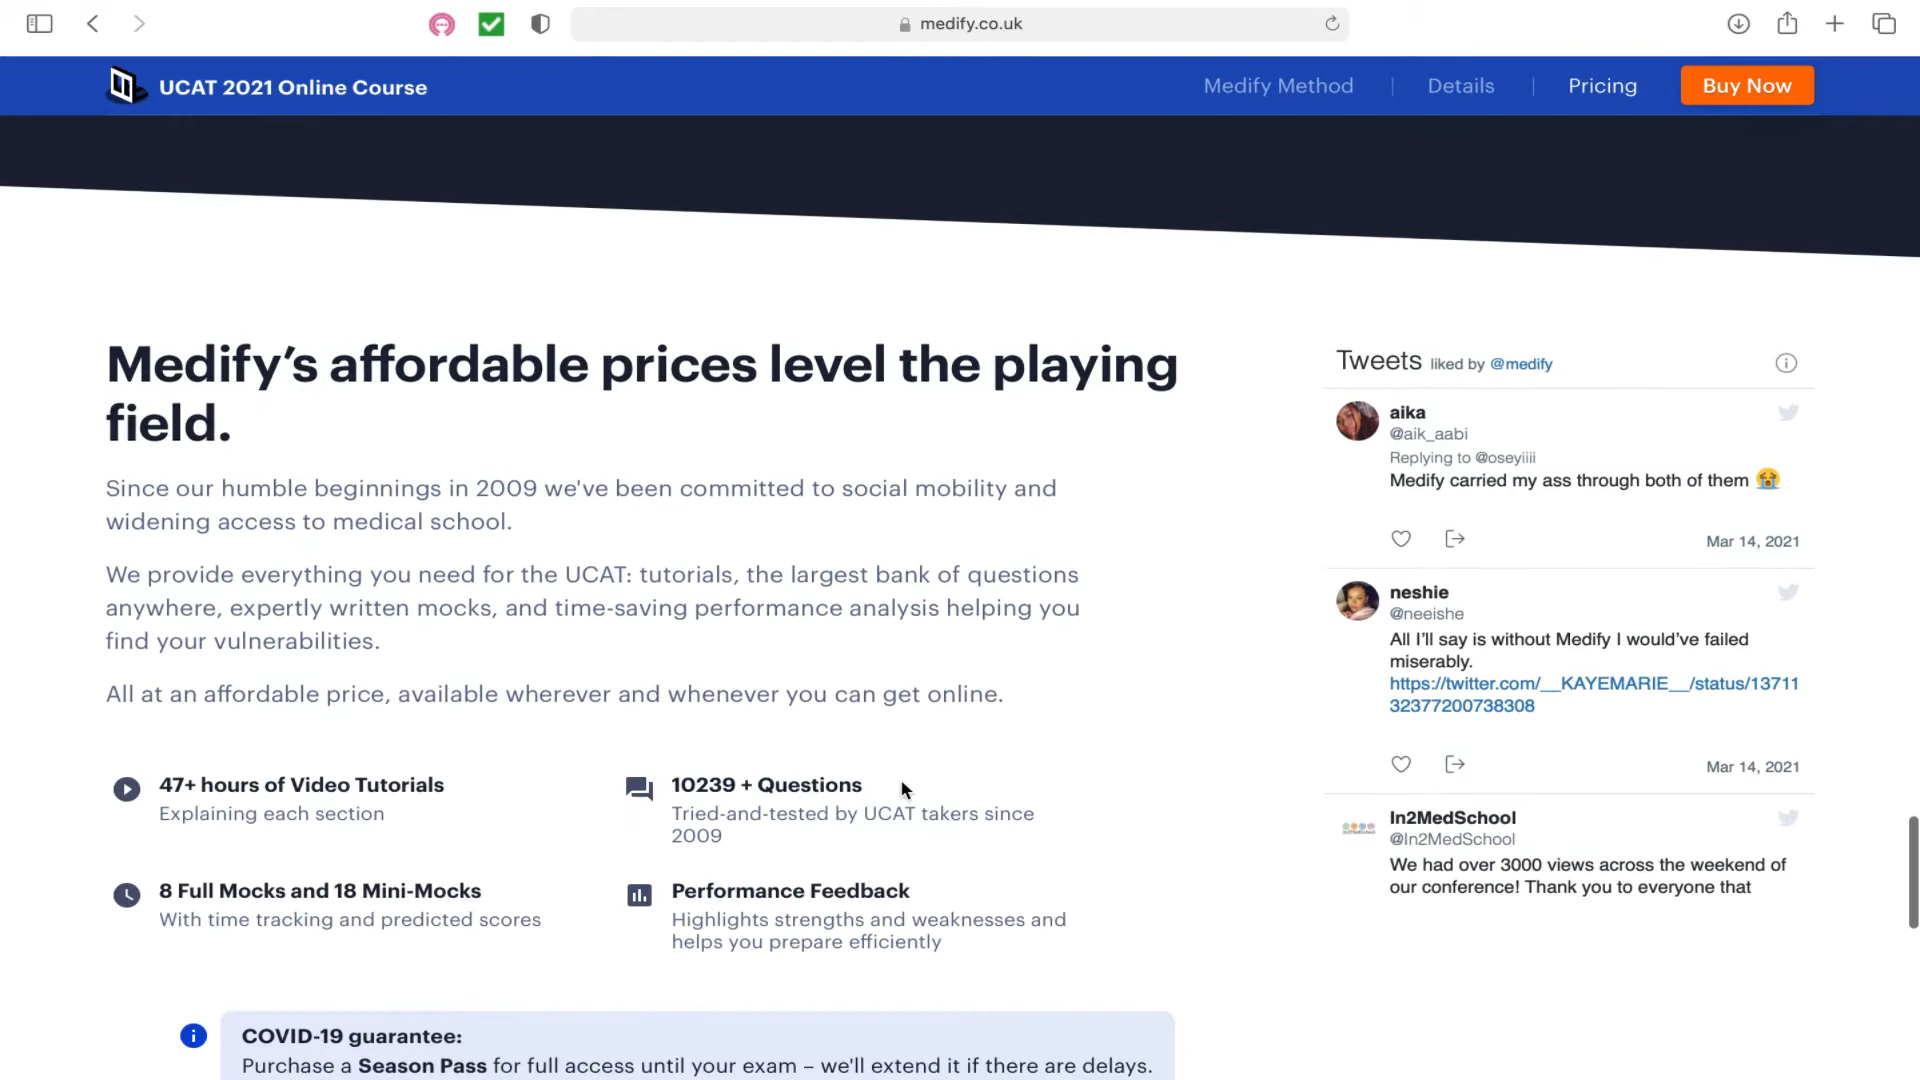 medify.co.uk
UCAT 2021 Online Course
Medify Method
Details
Pricing
Buy Now
Medify's affordable prices level the playing
field.
Since our humble beginnings in 2009 we've been committed to social mobility and
widening access to medical school.
We provide everything you need for the UCAT: tutorials, the largest bank of questions
anywhere, expertly written mocks, and time-saving performance analysis helping you
find your vulnerabilities.
All at an affordable price, available wherever and whenever you can get online.
47+ hours of Video Tutorials
Explaining each section
10239 + Questions
Tried-and-tested by UCAT takers since
2009
8 Full Mocks and 18 Mini-Mocks
With time tracking and predicted scores
Performance Feedback
Highlights strengths and weaknesses and
helps you prepare efficiently
COVID-19 guarantee:
Purchase a Season Pass for full access until your exam – we'll extend it if there are delays.
Tweets liked by @medify
aika
@aik_aabi
Replying to @oseyiiii
Medify carried my ass through both of them 😭
Mar 14, 2021
neshie
@neeishe
All I'll say is without Medify I would've failed
miserably.
https://twitter.com/__KAYEMARIE__/status/13711
32377200738308
Mar 14, 2021
In2MedSchool
@In2MedSchool
We had over 3000 views across the weekend of
our conference! Thank you to everyone that